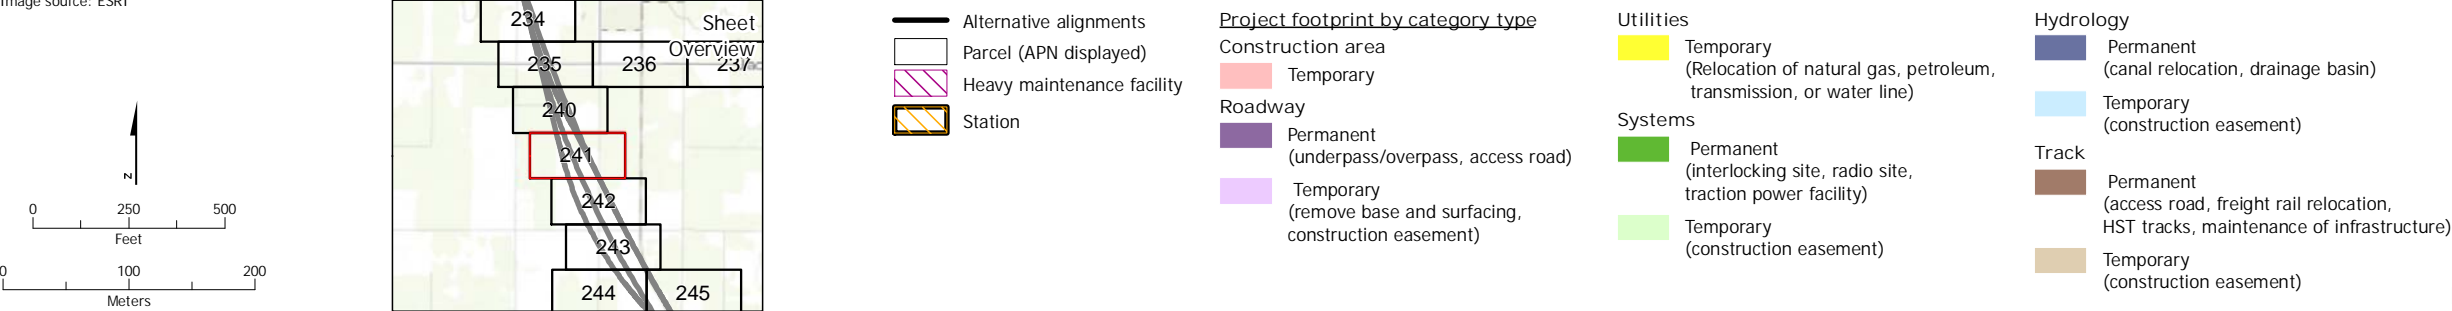 Image source: ESRI
N
0 250 500
Feet
0 100 200
Meters
Sheet
Overview
234
235 236 237
240
241
242
243
244 245
Alternative alignments
Parcel (APN displayed)
Heavy maintenance facility
Station
Project footprint by category type
Construction area
Temporary
Roadway
Permanent
(underpass/overpass, access road)
Temporary
(remove base and surfacing,
construction easement)
Utilities
Temporary
(Relocation of natural gas, petroleum,
transmission, or water line)
Systems
Permanent
(interlocking site, radio site,
traction power facility)
Temporary
(construction easement)
Hydrology
Permanent
(canal relocation, drainage basin)
Temporary
(construction easement)
Track
Permanent
(access road, freight rail relocation,
HST tracks, maintenance of infrastructure)
Temporary
(construction easement)